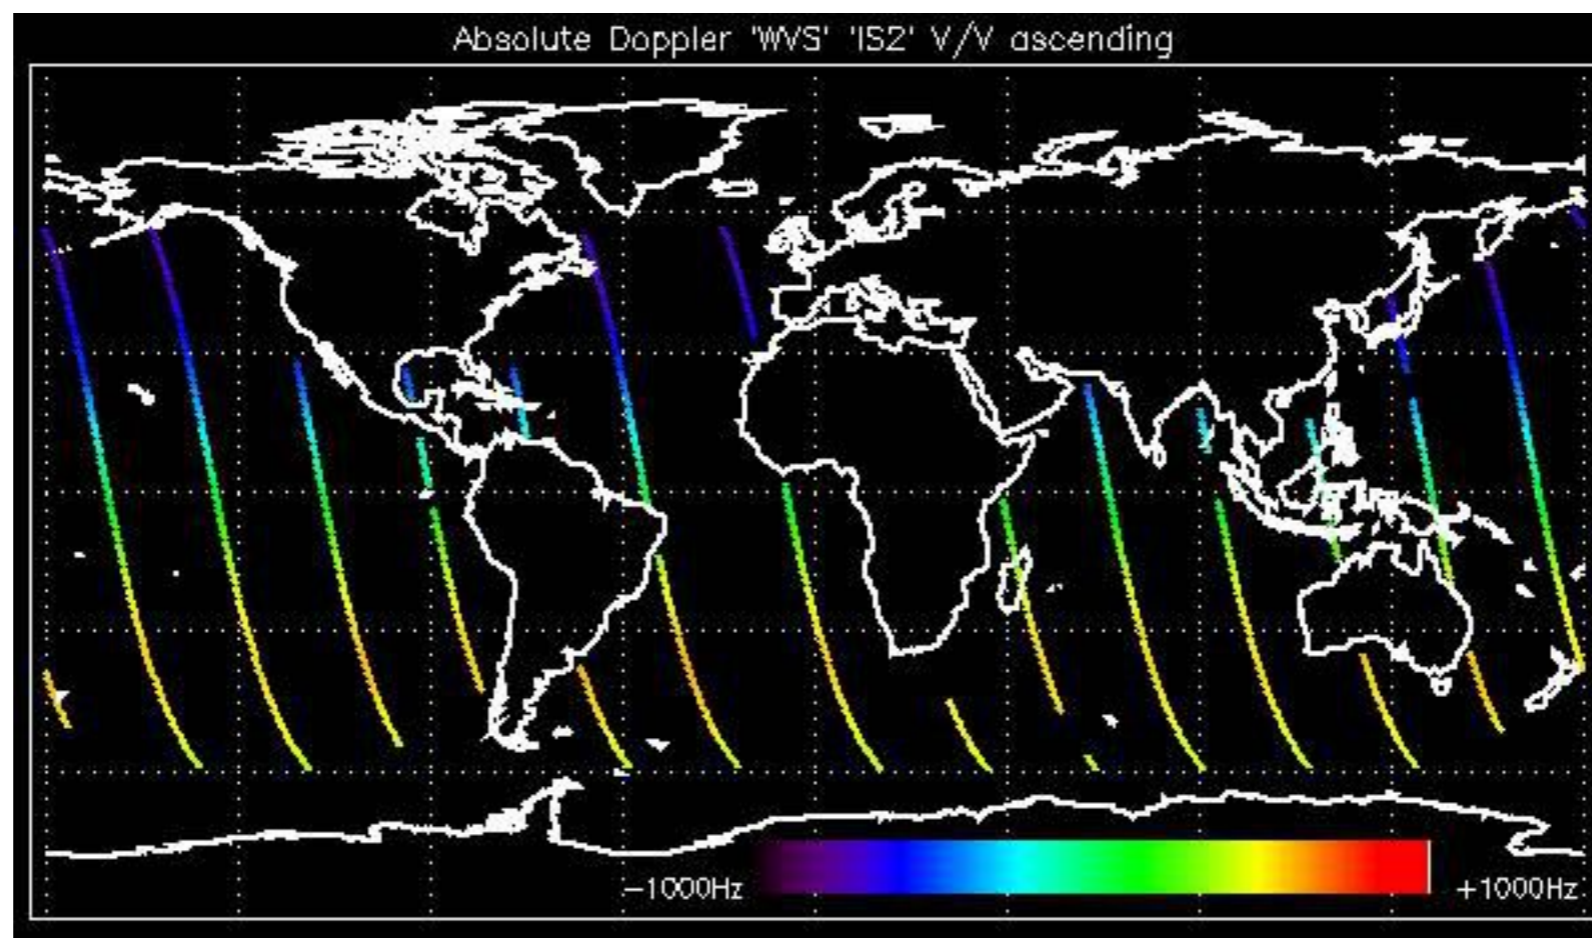 Absolute Doppler 'WVS' 'IS2' V/V ascending
-1000Hz +1000Hz